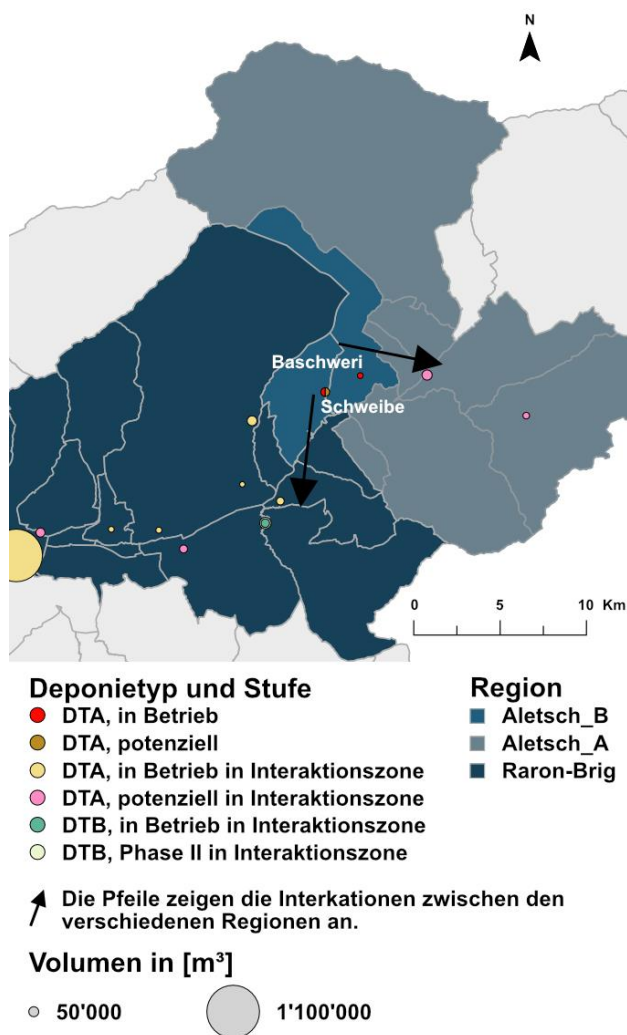 N
Baschweri
Schweibe
0 5 10 Km
Deponietyp und Stufe
DTA, in Betrieb
DTA, potenziell
DTA, in Betrieb in Interaktionszone
DTA, potenziell in Interaktionszone
DTB, in Betrieb in Interaktionszone
DTB, Phase II in Interaktionszone
Region
Aletsch_B
Aletsch_A
Raron-Brig
Die Pfeile zeigen die Interkationen zwischen den
verschiedenen Regionen an.
Volumen in [m³]
50'000 1'100'000